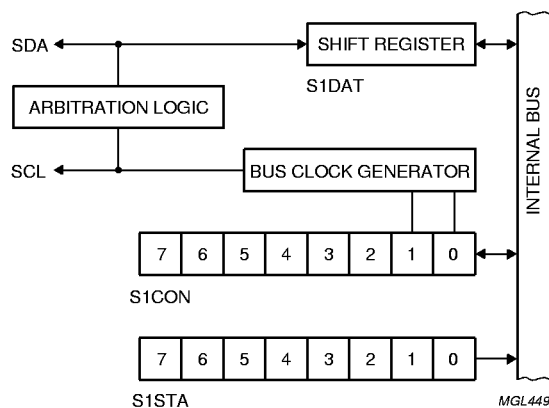 SDA
SHIFT REGISTER
S1DAT
ARBITRATION LOGIC
SCL
BUS CLOCK GENERATOR
INTERNAL BUS
7 6 5 4 3 2 1 0
S1CON
7 6 5 4 3 2 1 0
S1STA
MGL449